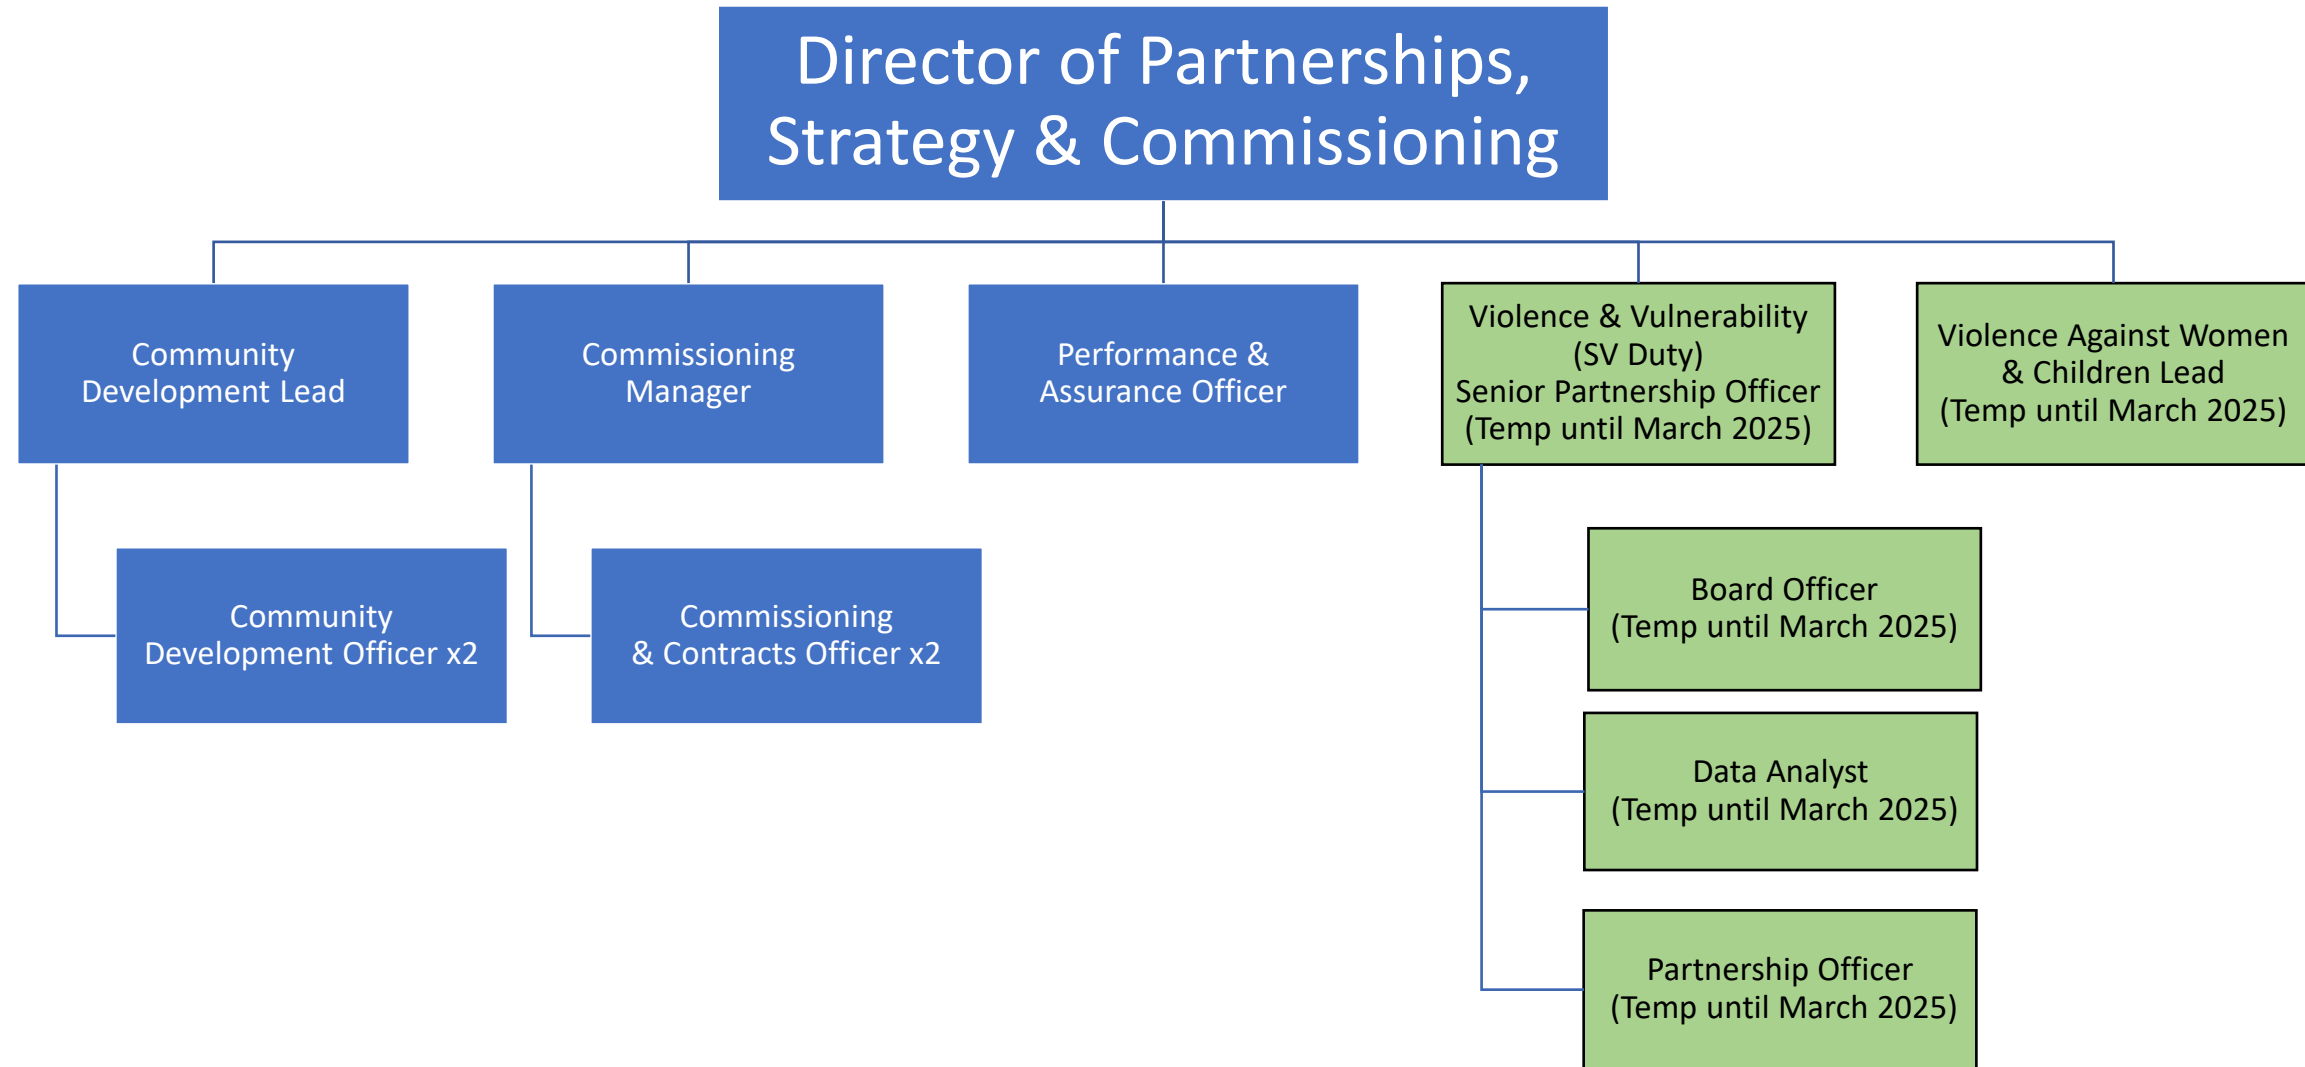 Director of Partnerships,
Strategy & Commissioning
Community
Development Lead
Commissioning
Manager
Performance &
Assurance Officer
Violence & Vulnerability
(SV Duty)
Senior Partnership Officer
(Temp until March 2025)
Violence Against Women
& Children Lead
(Temp until March 2025)
Community
Development Officer x2
Commissioning
& Contracts Officer x2
Board Officer
(Temp until March 2025)
Data Analyst
(Temp until March 2025)
Partnership Officer
(Temp until March 2025)